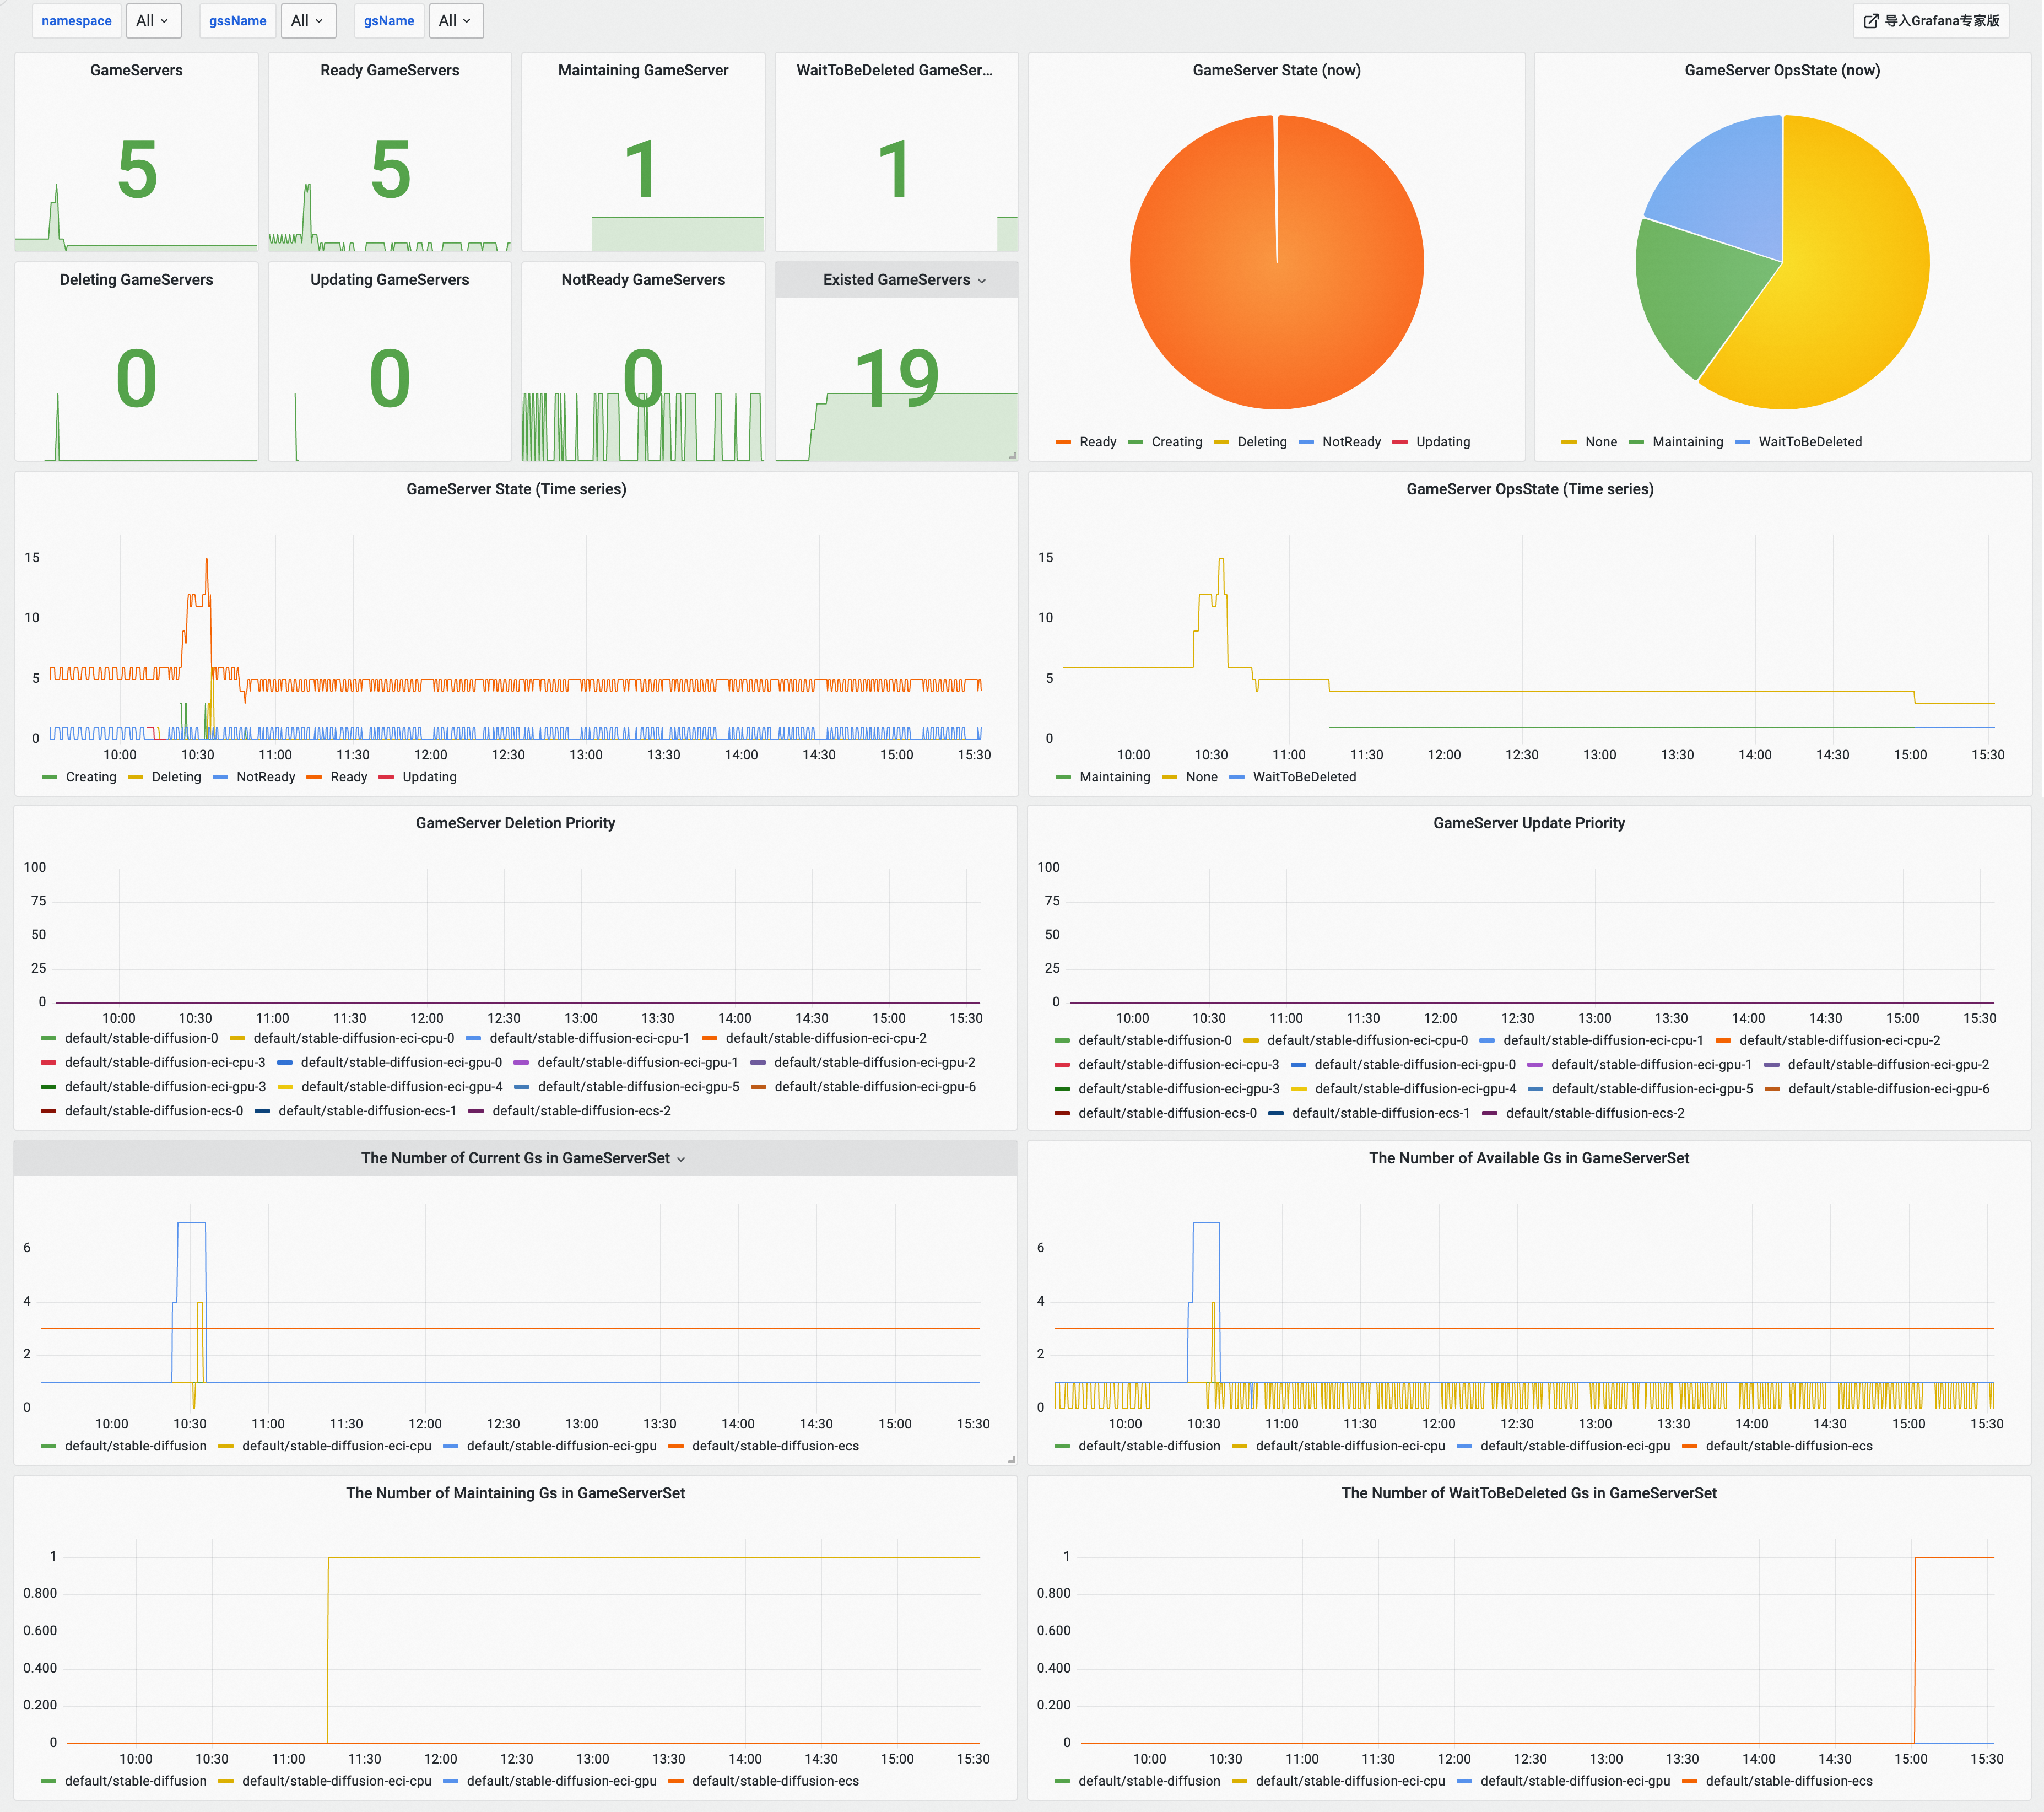 namespace All gssName All gsName All 导入Grafana专家版
GameServers
5
Ready GameServers
5
Maintaining GameServer
1
WaitToBeDeleted GameSer...
1
GameServer State (now)
Ready Creating Deleting NotReady Updating
GameServer OpsState (now)
None Maintaining WaitToBeDeleted
Deleting GameServers
0
Updating GameServers
0
NotReady GameServers
0
Existed GameServers
19
GameServer State (Time series)
15
10
5
0
10:00 10:30 11:00 11:30 12:00 12:30 13:00 13:30 14:00 14:30 15:00 15:30
Creating Deleting NotReady Ready Updating
GameServer OpsState (Time series)
15
10
5
0
10:00 10:30 11:00 11:30 12:00 12:30 13:00 13:30 14:00 14:30 15:00 15:30
Maintaining None WaitToBeDeleted
GameServer Deletion Priority
100
75
50
25
0
10:00 10:30 11:00 11:30 12:00 12:30 13:00 13:30 14:00 14:30 15:00 15:30
default/stable-diffusion-0 default/stable-diffusion-eci-cpu-0 default/stable-diffusion-eci-cpu-1 default/stable-diffusion-eci-cpu-2
default/stable-diffusion-eci-cpu-3 default/stable-diffusion-eci-gpu-0 default/stable-diffusion-eci-gpu-1 default/stable-diffusion-eci-gpu-2
default/stable-diffusion-eci-gpu-3 default/stable-diffusion-eci-gpu-4 default/stable-diffusion-eci-gpu-5 default/stable-diffusion-eci-gpu-6
default/stable-diffusion-ecs-0 default/stable-diffusion-ecs-1 default/stable-diffusion-ecs-2
GameServer Update Priority
100
75
50
25
0
10:00 10:30 11:00 11:30 12:00 12:30 13:00 13:30 14:00 14:30 15:00 15:30
default/stable-diffusion-0 default/stable-diffusion-eci-cpu-0 default/stable-diffusion-eci-cpu-1 default/stable-diffusion-eci-cpu-2
default/stable-diffusion-eci-cpu-3 default/stable-diffusion-eci-gpu-0 default/stable-diffusion-eci-gpu-1 default/stable-diffusion-eci-gpu-2
default/stable-diffusion-eci-gpu-3 default/stable-diffusion-eci-gpu-4 default/stable-diffusion-eci-gpu-5 default/stable-diffusion-eci-gpu-6
default/stable-diffusion-ecs-0 default/stable-diffusion-ecs-1 default/stable-diffusion-ecs-2
The Number of Current Gs in GameServerSet
6
4
2
0
10:00 10:30 11:00 11:30 12:00 12:30 13:00 13:30 14:00 14:30 15:00 15:30
default/stable-diffusion default/stable-diffusion-eci-cpu default/stable-diffusion-eci-gpu default/stable-diffusion-ecs
The Number of Available Gs in GameServerSet
6
4
2
0
10:00 10:30 11:00 11:30 12:00 12:30 13:00 13:30 14:00 14:30 15:00 15:30
default/stable-diffusion default/stable-diffusion-eci-cpu default/stable-diffusion-eci-gpu default/stable-diffusion-ecs
The Number of Maintaining Gs in GameServerSet
1
0.800
0.600
0.400
0.200
0
10:00 10:30 11:00 11:30 12:00 12:30 13:00 13:30 14:00 14:30 15:00 15:30
default/stable-diffusion default/stable-diffusion-eci-cpu default/stable-diffusion-eci-gpu default/stable-diffusion-ecs
The Number of WaitToBeDeleted Gs in GameServerSet
1
0.800
0.600
0.400
0.200
0
10:00 10:30 11:00 11:30 12:00 12:30 13:00 13:30 14:00 14:30 15:00 15:30
default/stable-diffusion default/stable-diffusion-eci-cpu default/stable-diffusion-eci-gpu default/stable-diffusion-ecs